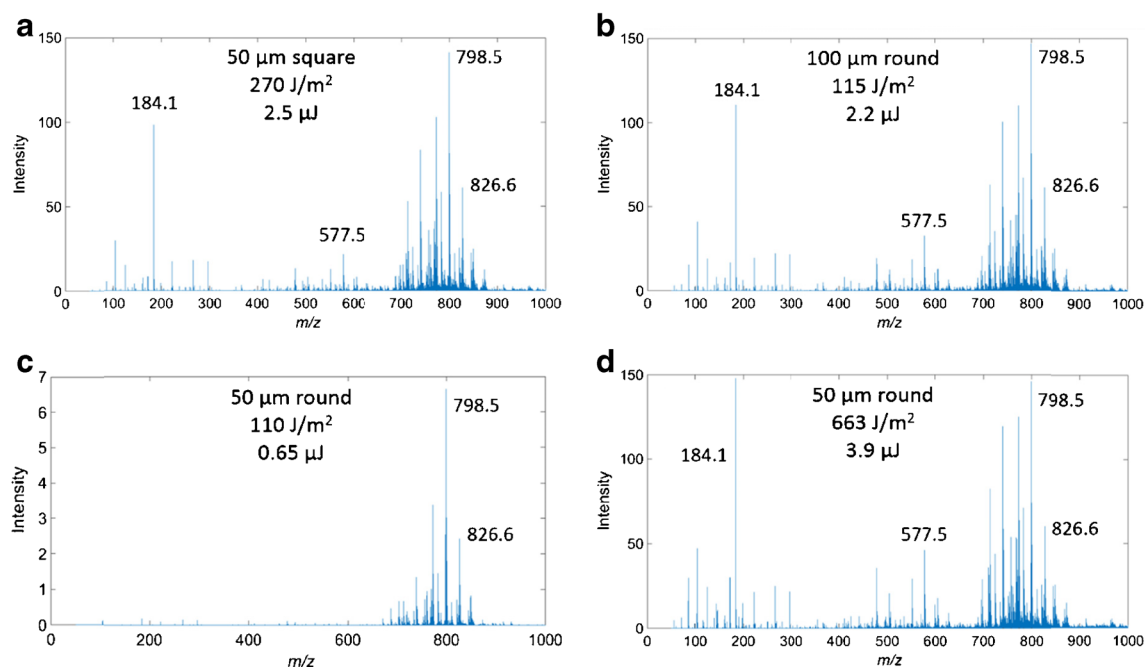 a
50 µm square
270 J/m²
2.5 µJ
184.1
577.5
798.5
826.6
Intensity
150
100
50
0
0 100 200 300 400 500 600 700 800 900 1000
m/z
b
100 µm round
115 J/m²
2.2 µJ
184.1
577.5
798.5
826.6
Intensity
150
100
50
0
0 100 200 300 400 500 600 700 800 900 1000
m/z
c
50 µm round
110 J/m²
0.65 µJ
798.5
826.6
Intensity
7
6
5
4
3
2
1
0
0 200 400 600 800 1000
m/z
d
50 µm round
663 J/m²
3.9 µJ
184.1
577.5
798.5
826.6
Intensity
150
100
50
0
0 100 200 300 400 500 600 700 800 900 1000
m/z